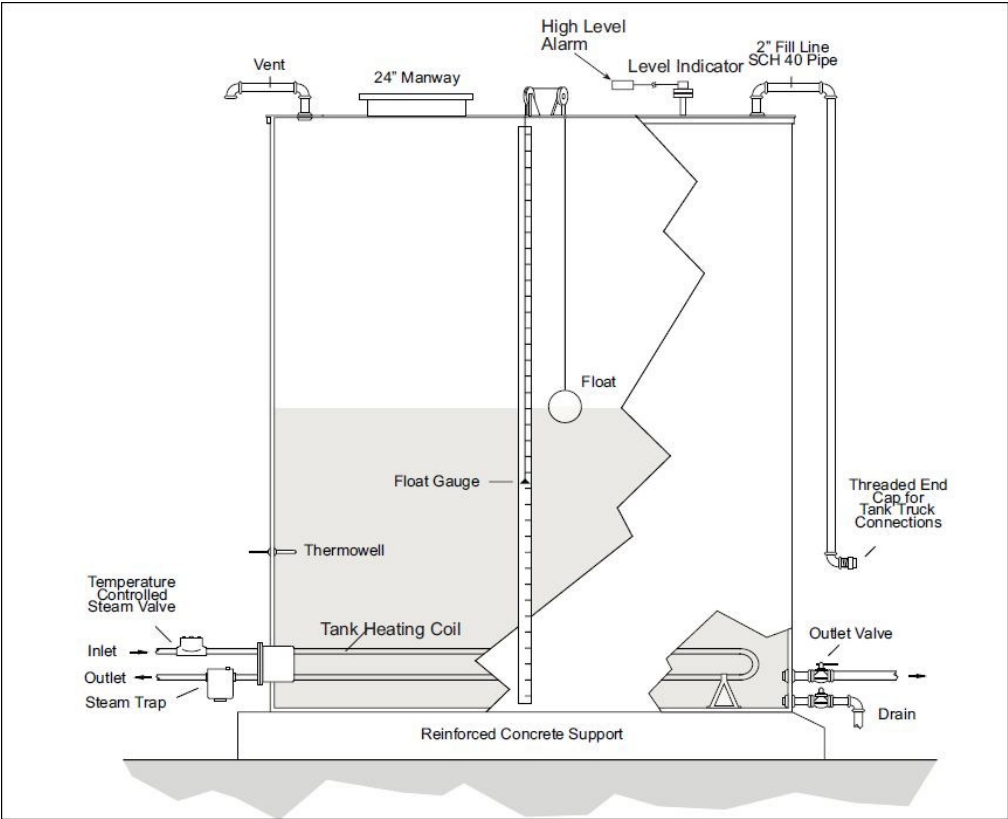 High Level
Alarm
2" Fill Line
SCH 40 Pipe
Vent
24" Manway
Level Indicator
Float
Float Gauge
Threaded End
Cap for
Tank Truck
Connections
Thermowell
Temperature
Controlled
Steam Valve
Tank Heating Coil
Outlet Valve
Inlet
Outlet
Steam Trap
Drain
Reinforced Concrete Support